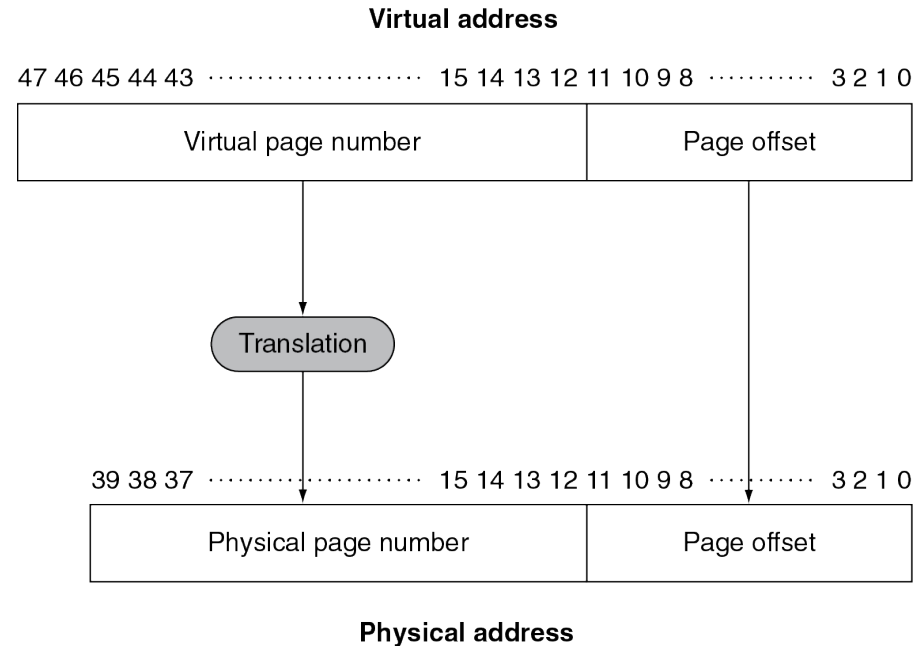 Virtual address
47 46 45 44 43 ······················ 15 14 13 12 11 10 9 8 ··········· 3 2 1 0
Virtual page number Page offset
Translation
39 38 37 ······················ 15 14 13 12 11 10 9 8 ··········· 3 2 1 0
Physical page number Page offset
Physical address